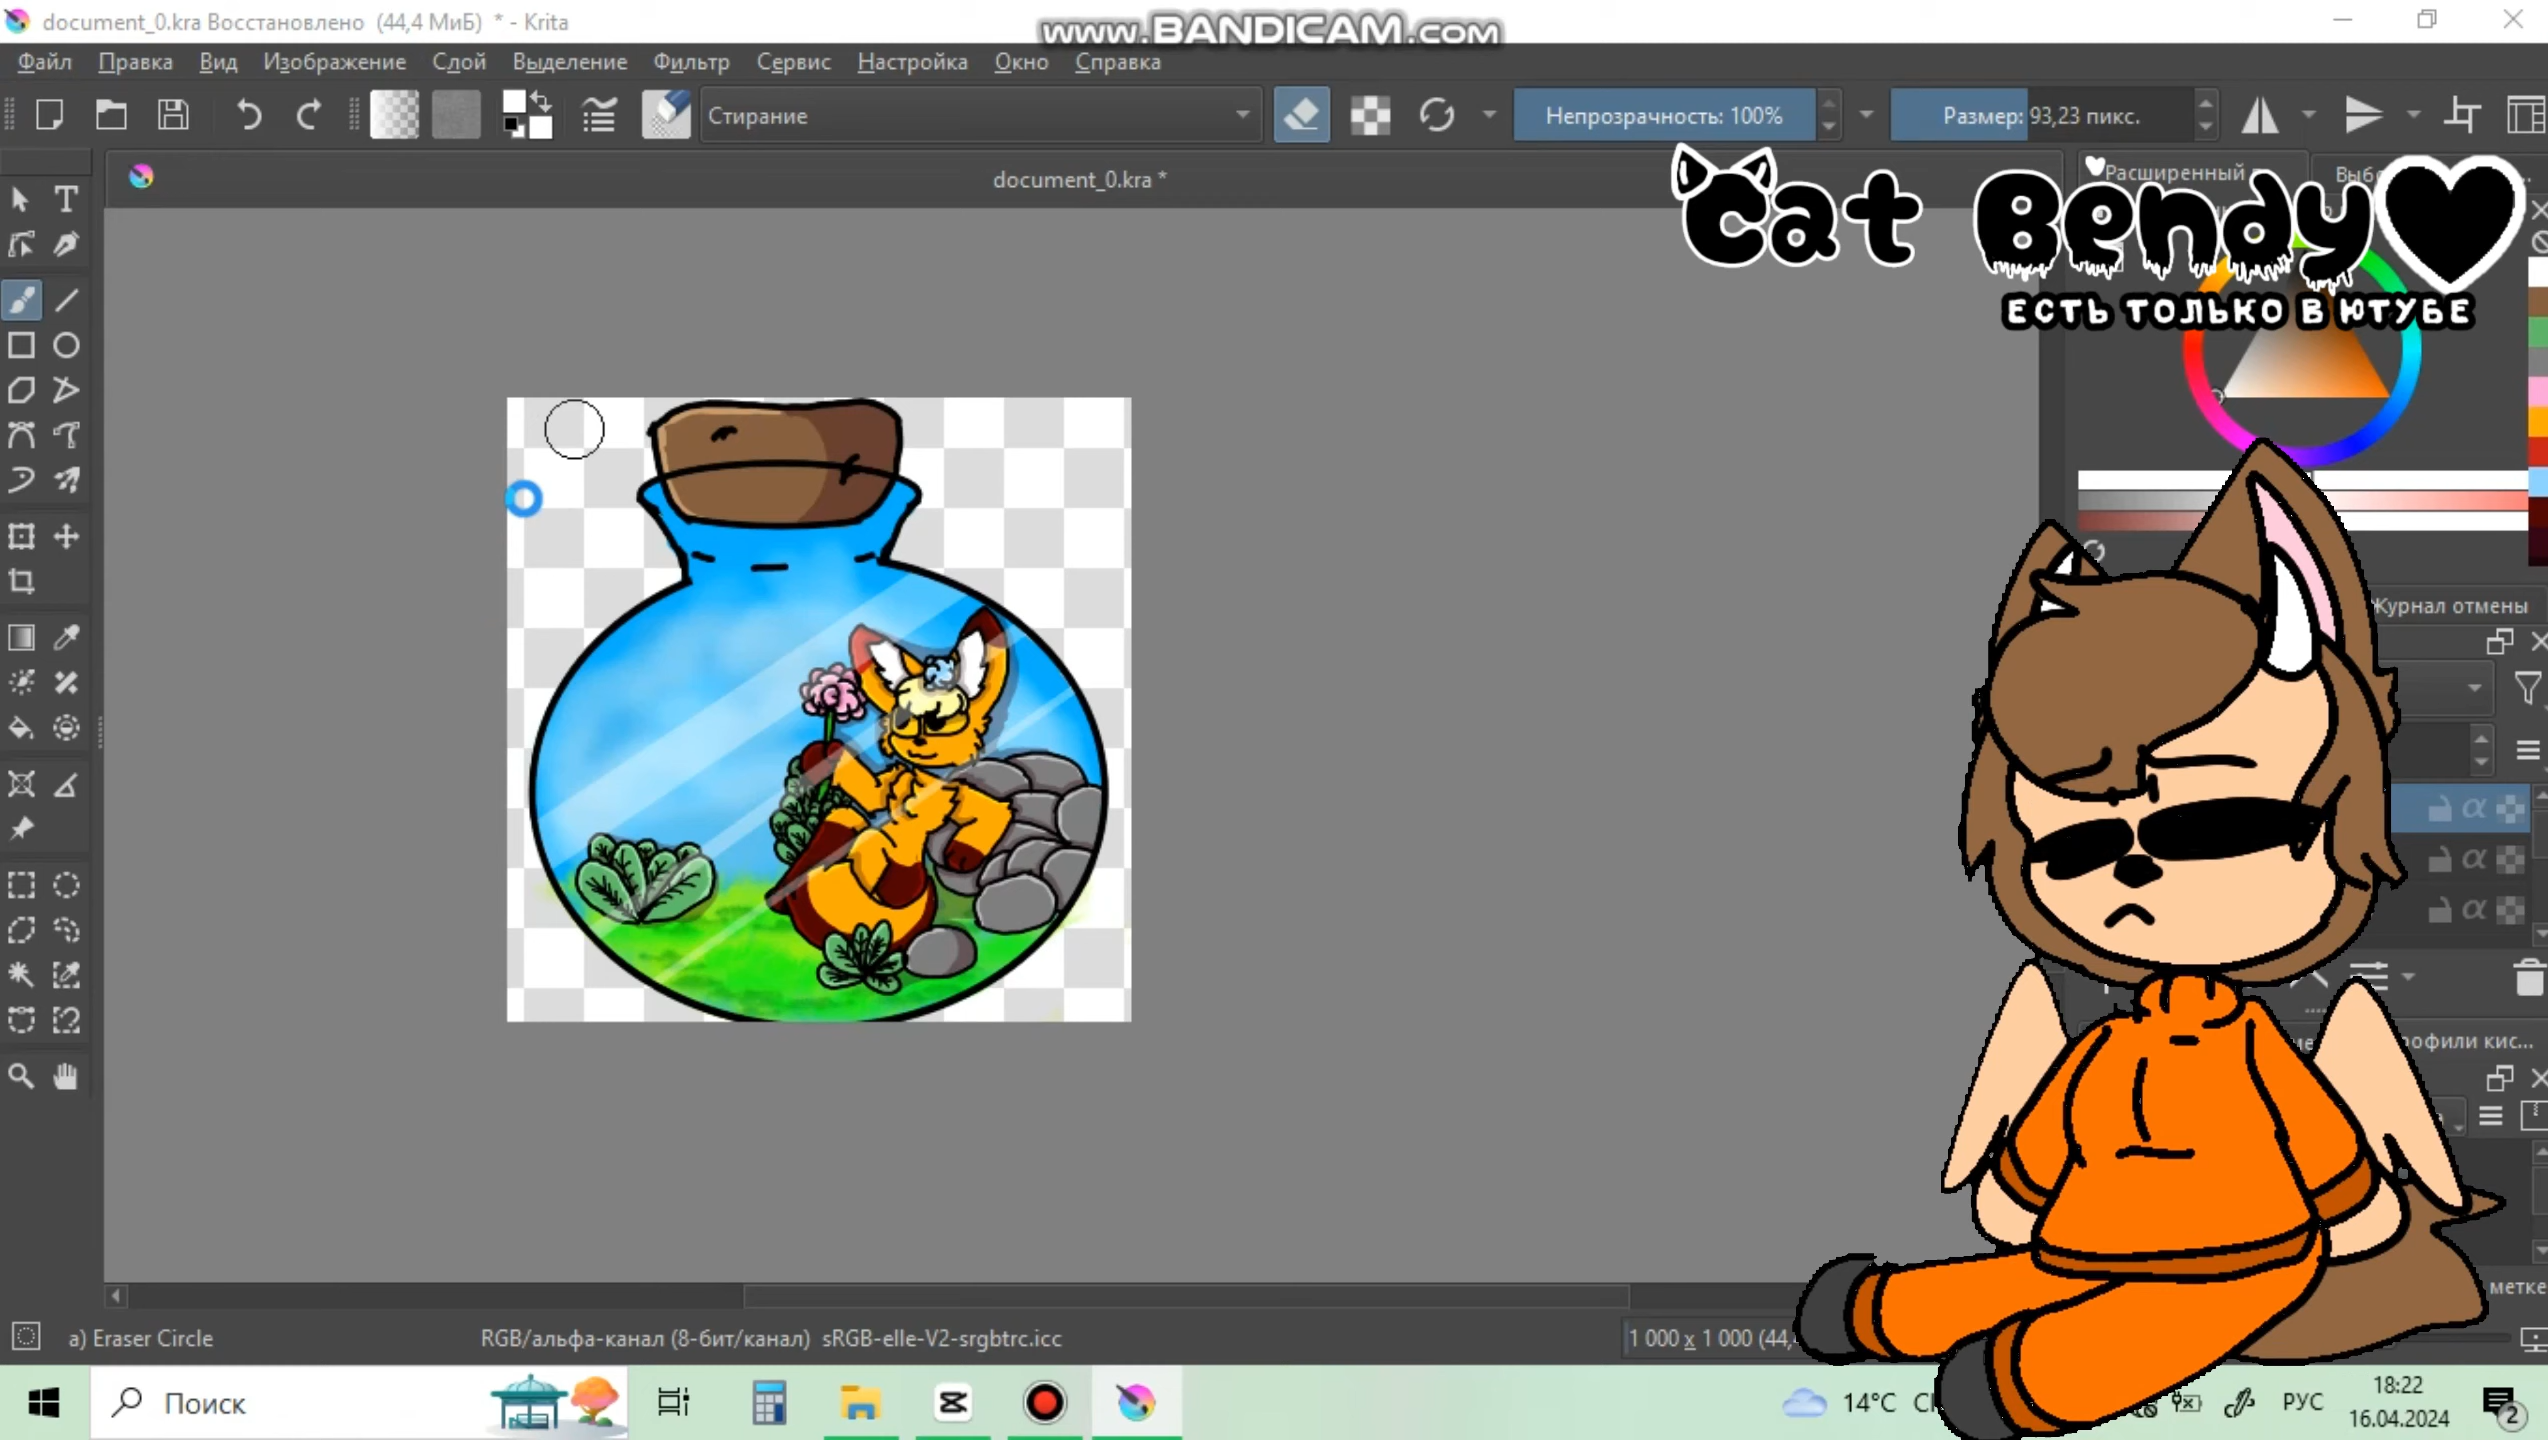 document_0.kra Восстановлено (44,4 МиБ) * - Krita
www.BANDICAM.com
Файл Правка Вид Изображение Слой Выделение Фильтр Сервис Настройка Окно Справка
Стирание
Непрозрачность: 100%
Размер: 93,23 пикс.
document_0.kra *
Расширенный
Cat Bendy
ЕСТЬ ТОЛЬКО В ЮТУБЕ
Журнал отмены
a) Eraser Circle
RGB/альфа-канал (8-бит/канал) sRGB-elle-V2-srgbtrc.icc
1 000 x 1 000 (44,
метке
Поиск
14°C
РУС
18:22
16.04.2024
2